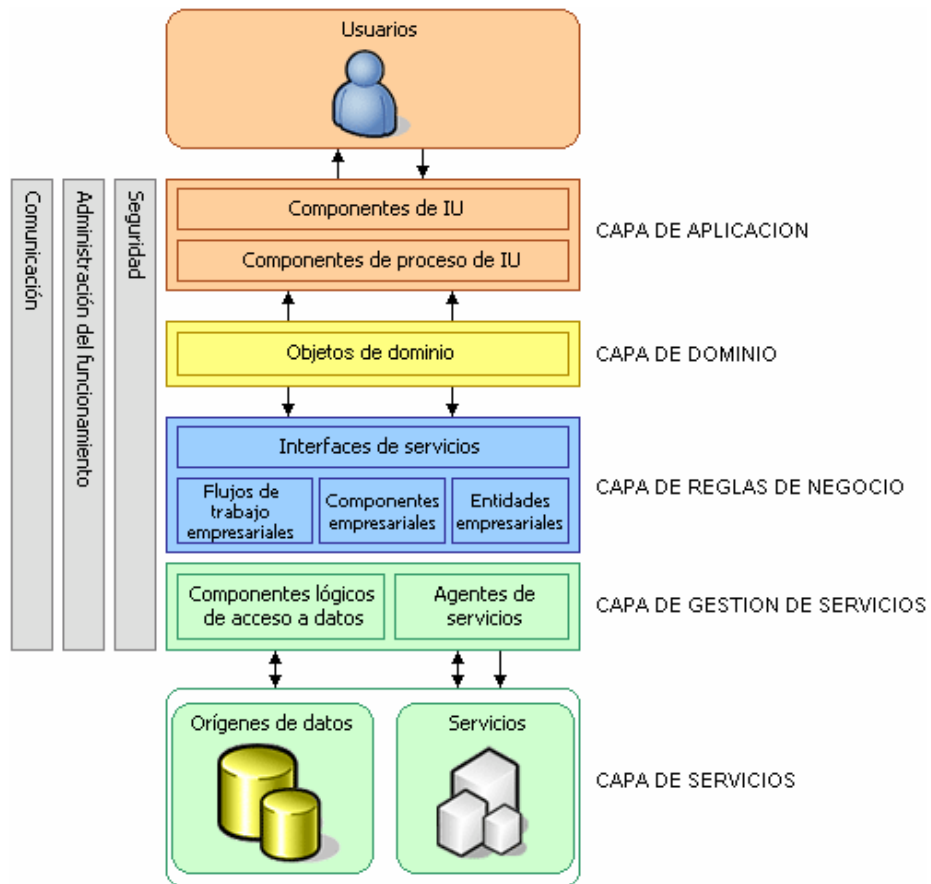 Usuarios
Comunicación
Administración del funcionamiento
Seguridad
Componentes de IU
Componentes de proceso de IU
CAPA DE APLICACION
Objetos de dominio
CAPA DE DOMINIO
Interfaces de servicios
Flujos de
trabajo
empresariales
Componentes
empresariales
Entidades
empresariales
CAPA DE REGLAS DE NEGOCIO
Componentes lógicos
de acceso a datos
Agentes de
servicios
CAPA DE GESTION DE SERVICIOS
Orígenes de datos
Servicios
CAPA DE SERVICIOS